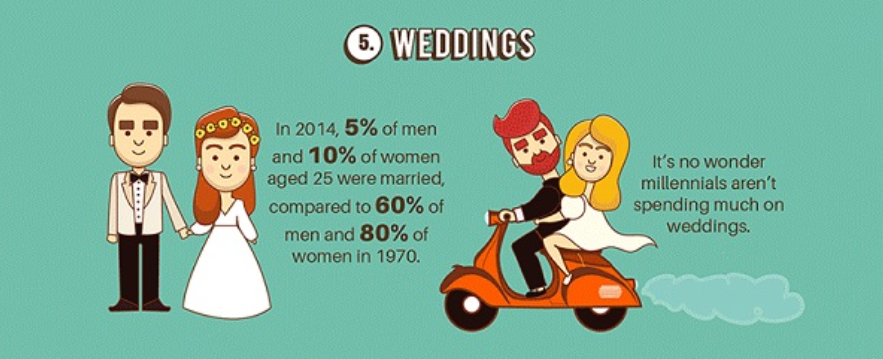 5. WEDDINGS
In 2014, 5% of men
and 10% of women
aged 25 were married,
compared to 60% of
men and 80% of
women in 1970.
It's no wonder
millennials aren't
spending much on
weddings.